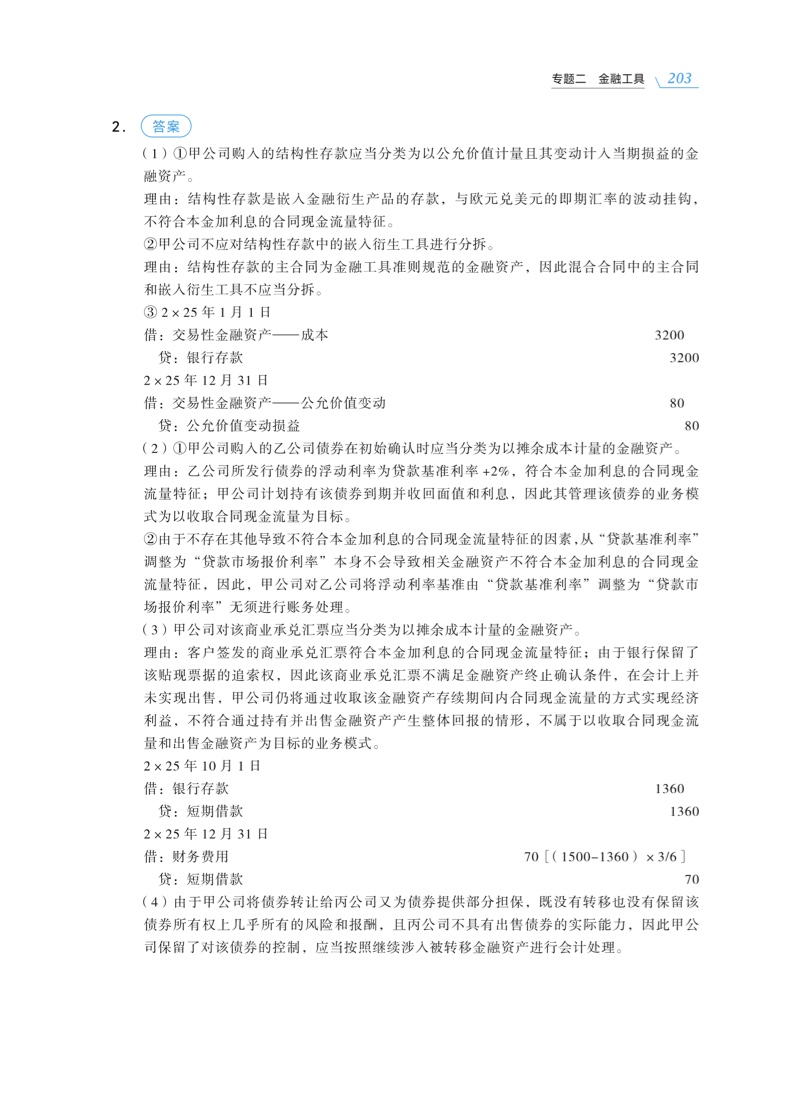 专题二 金融工具 203
2. 答案
（1）①甲公司购入的结构性存款应当分类为以公允价值计量且其变动计入当期损益的金
融资产。
理由：结构性存款是嵌入金融衍生产品的存款，与欧元兑美元的即期汇率的波动挂钩，
不符合本金加利息的合同现金流量特征。
②甲公司不应对结构性存款中的嵌入衍生工具进行分拆。
理由：结构性存款的主合同为金融工具准则规范的金融资产，因此混合合同中的主合同
和嵌入衍生工具不应当分拆。
③ 2×25 年 1 月 1 日
借：交易性金融资产——成本 3200
贷：银行存款 3200
2×25 年 12 月 31 日
借：交易性金融资产——公允价值变动 80
贷：公允价值变动损益 80
（2）①甲公司购入的乙公司债券在初始确认时应当分类为以摊余成本计量的金融资产。
理由：乙公司所发行债券的浮动利率为贷款基准利率 +2%，符合本金加利息的合同现金
流量特征；甲公司计划持有该债券到期并收回面值和利息，因此其管理该债券的业务模
式为以收取合同现金流量为目标。
②由于不存在其他导致不符合本金加利息的合同现金流量特征的因素，从“贷款基准利率”
调整为“贷款市场报价利率”本身不会导致相关金融资产不符合本金加利息的合同现金
流量特征，因此，甲公司对乙公司将浮动利率基准由“贷款基准利率”调整为“贷款市
场报价利率”无须进行账务处理。
（3）甲公司对该商业承兑汇票应当分类为以摊余成本计量的金融资产。
理由：客户签发的商业承兑汇票符合本金加利息的合同现金流量特征；由于银行保留了
该贴现票据的追索权，因此该商业承兑汇票不满足金融资产终止确认条件，在会计上并
未实现出售，甲公司仍将通过收取该金融资产存续期间内合同现金流量的方式实现经济
利益，不符合通过持有并出售金融资产产生整体回报的情形，不属于以收取合同现金流
量和出售金融资产为目标的业务模式。
2×25 年 10 月 1 日
借：银行存款 1360
贷：短期借款 1360
2×25 年 12 月 31 日
借：财务费用 70［（1500-1360）×3/6］
贷：短期借款 70
（4）由于甲公司将债券转让给丙公司又为债券提供部分担保，既没有转移也没有保留该
债券所有权上几乎所有的风险和报酬，且丙公司不具有出售债券的实际能力，因此甲公
司保留了对该债券的控制，应当按照继续涉入被转移金融资产进行会计处理。